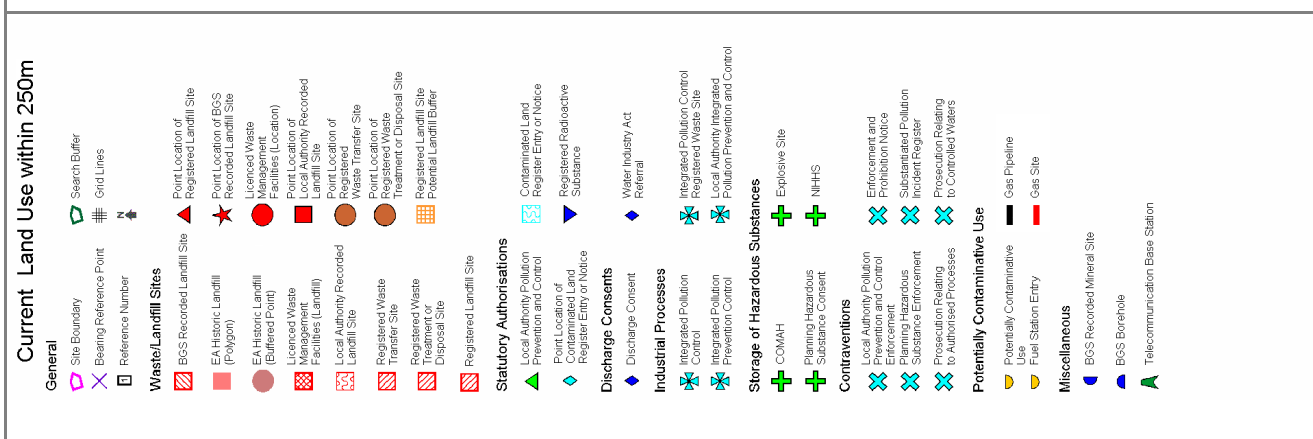 Current Land Use within 250m
General
Site Boundary
Search Buffer
Bearing Reference Point
Grid Lines
1
Reference Number
N
Waste/Landfill Sites
BGS Recorded Landfill Site
Point Location of
Registered Landfill Site
EA Historic Landfill
(Polygon)
Point Location of BGS
Recorded Landfill Site
EA Historic Landfill
(Buffered Point)
Licenced Waste
Management
Facilities (Location)
Licenced Waste
Management
Facilities (Landfill)
Point Location of
Local Authority Recorded
Landfill Site
Local Authority Recorded
Landfill Site
Point Location of
Registered
Waste Transfer Site
Registered Waste
Transfer Site
Point Location of
Registered Waste
Treatment or Disposal Site
Registered Waste
Treatment or
Disposal Site
Registered Landfill Site
Potential Landfill Buffer
Registered Landfill Site
Statutory Authorisations
Local Authority Pollution
Prevention and Control
Contaminated Land
Register Entry or Notice
Point Location of
Contaminated Land
Register Entry or Notice
Registered Radioactive
Substance
Discharge Consents
Discharge Consent
Water Industry Act
Referral
Industrial Processes
Integrated Pollution
Control
Integrated Pollution Control
Registered Waste Site
Integrated Pollution
Prevention Control
Local Authority Integrated
Pollution Prevention and Control
Storage of Hazardous Substances
COMAH
Explosive Site
Planning Hazardous
Substance Consent
NIHHS
Contraventions
Local Authority Pollution
Prevention and Control
Enforcement
Enforcement and
Prohibition Notice
Planning Hazardous
Substance Enforcement
Substantiated Pollution
Incident Register
Prosecution Relating
to Authorised Processes
Prosecution Relating
to Controlled Waters
Potentially Contaminative Use
Potentially Contaminative
Use
Gas Pipeline
Fuel Station Entry
Gas Site
Miscellaneous
BGS Recorded Mineral Site
BGS Borehole
Telecommunication Base Station